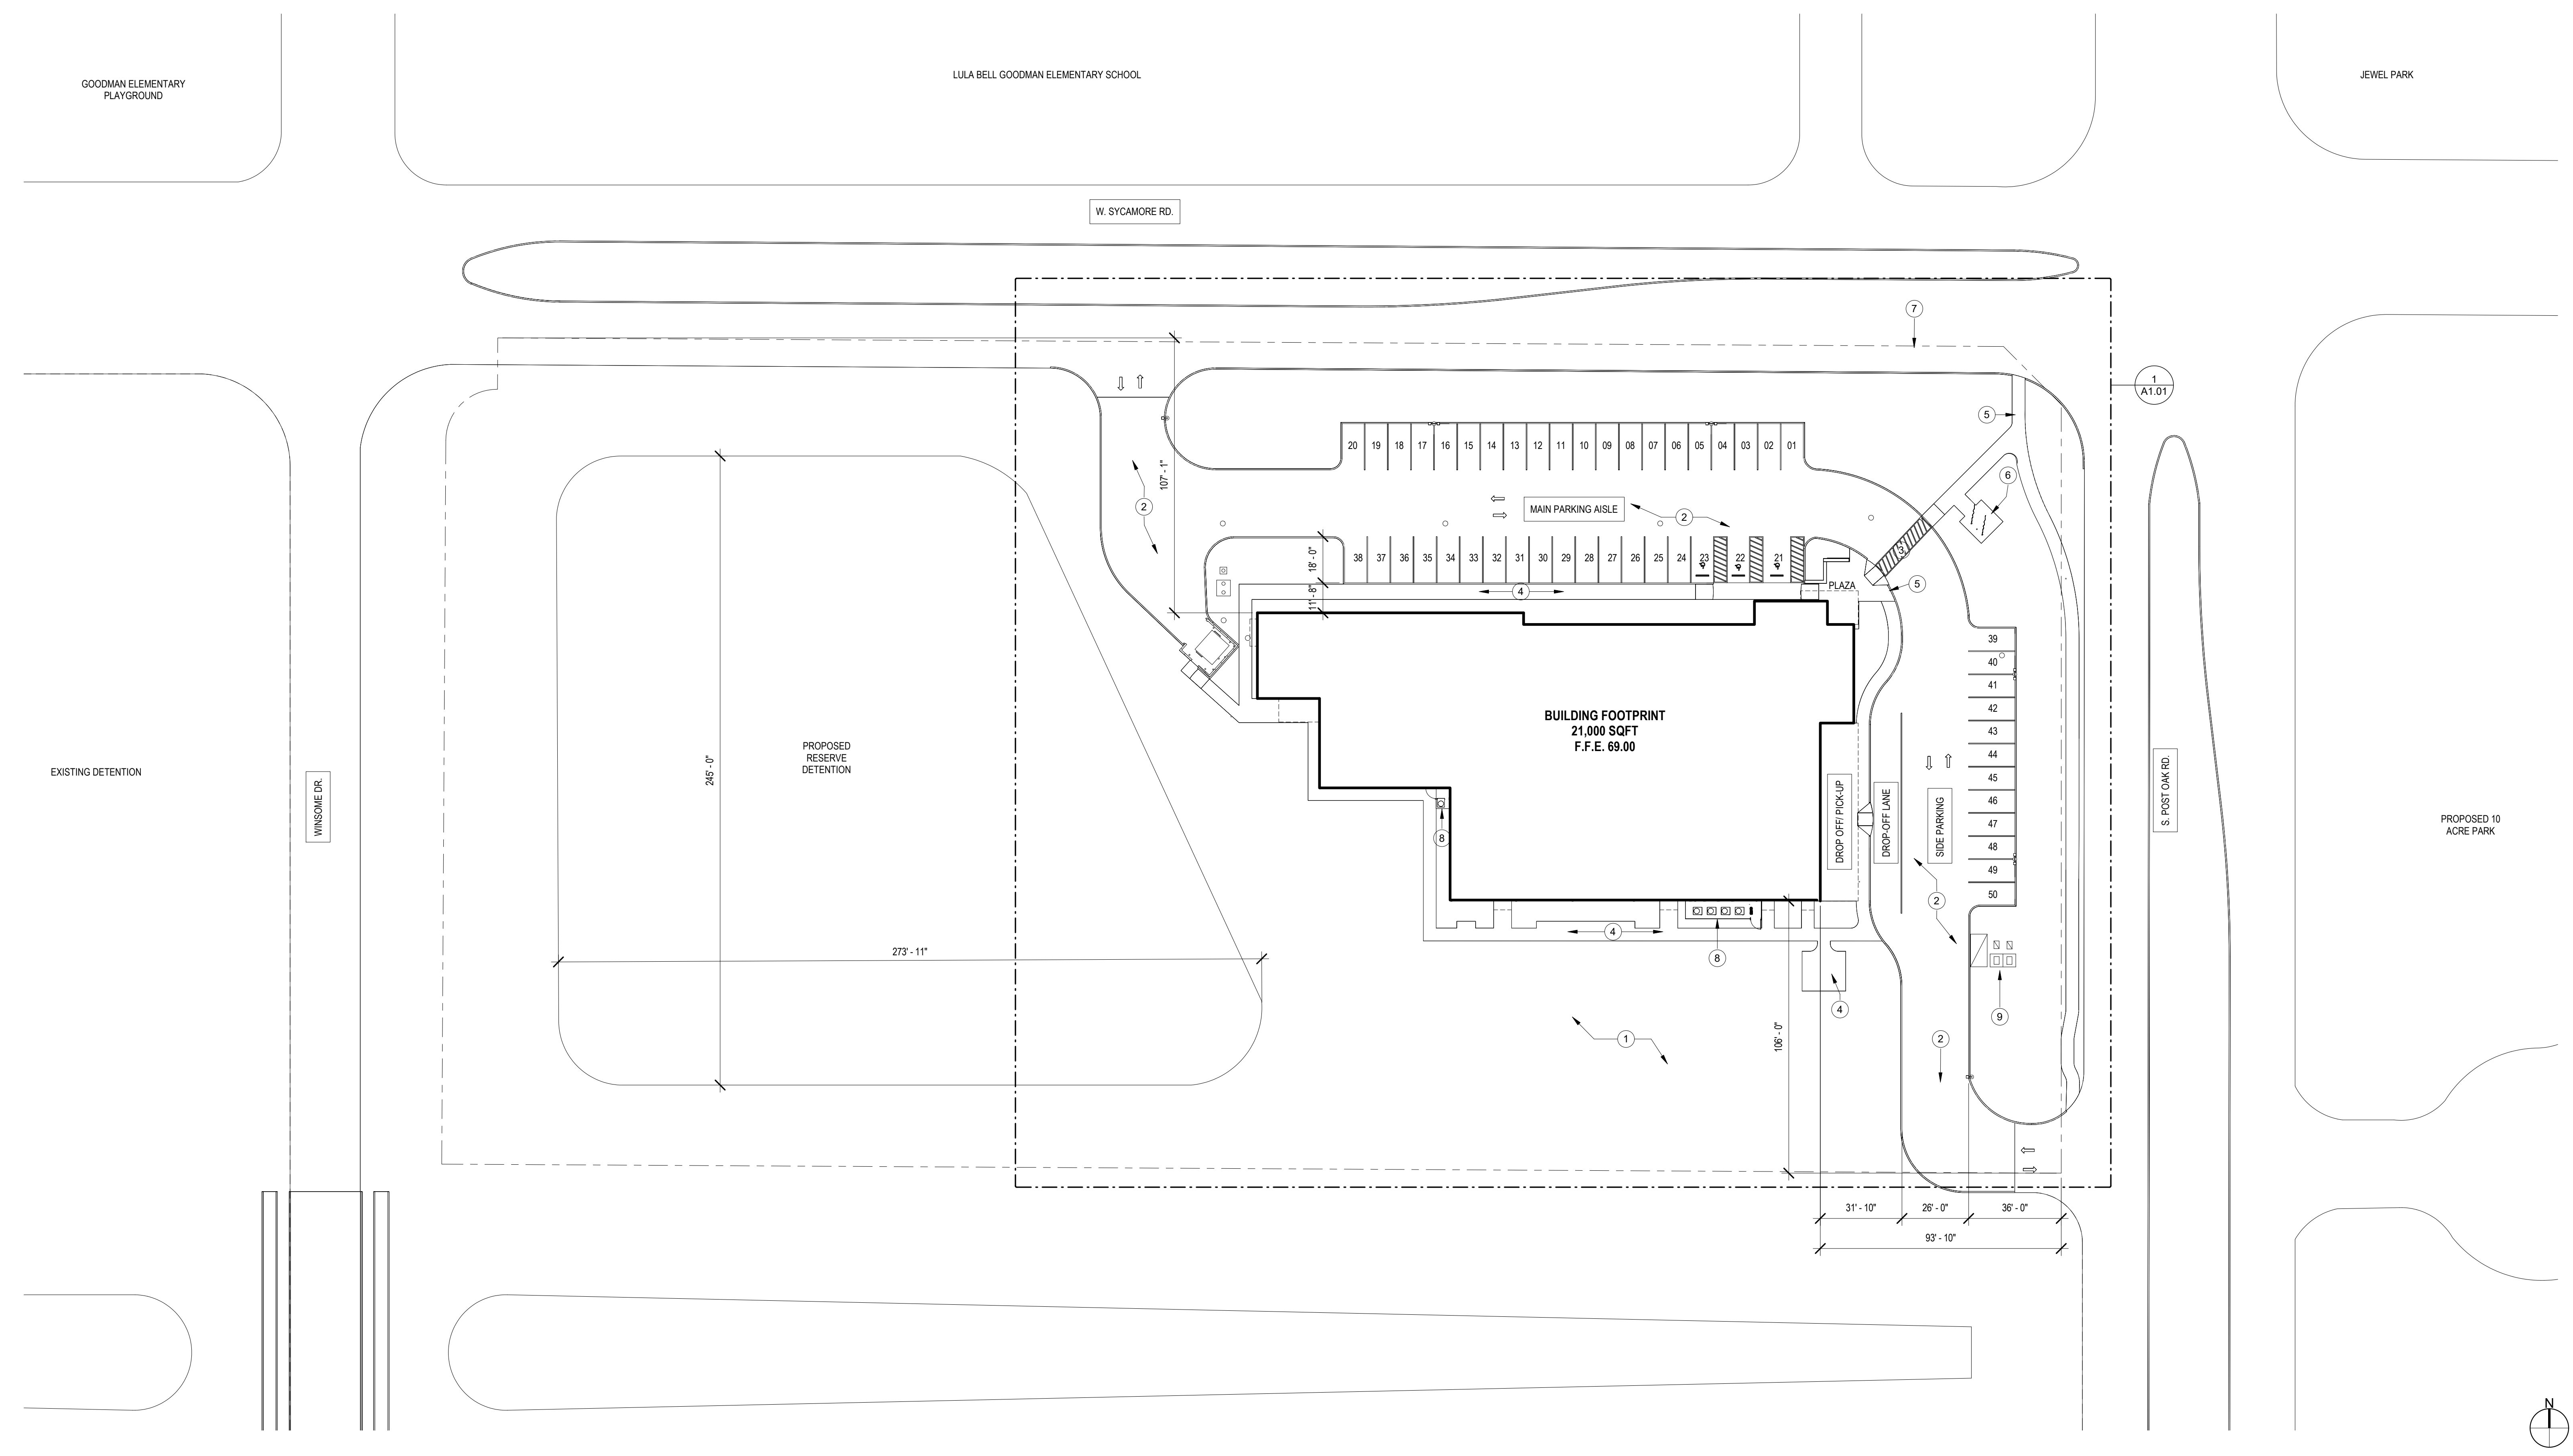 GOODMAN ELEMENTARY
PLAYGROUND
LULA BELL GOODMAN ELEMENTARY SCHOOL
JEWEL PARK
W. SYCAMORE RD.
7
1
A1.01
5
20 19 18 17 16 15 14 13 12 11 10 09 08 07 06 05 04 03 02 01
107' - 1"
6
2
MAIN PARKING AISLE
2
3
18' - 0"
38 37 36 35 34 33 32 31 30 29 28 27 26 25 24 23 22 21
11' - 8"
4
PLAZA
5
39
40
41
42
43
44
45
46
47
48
49
50
BUILDING FOOTPRINT
21,000 SQFT
F.F.E. 69.00
PROPOSED
RESERVE
DETENTION
245' - 0"
EXISTING DETENTION
WINSOME DR.
DROP OFF/ PICK-UP
DROP-OFF LANE
SIDE PARKING
S. POST OAK RD.
PROPOSED 10
ACRE PARK
8
2
4
8
273' - 11"
4
9
1
106' - 0"
2
31' - 10"
26' - 0"
36' - 0"
93' - 10"
N